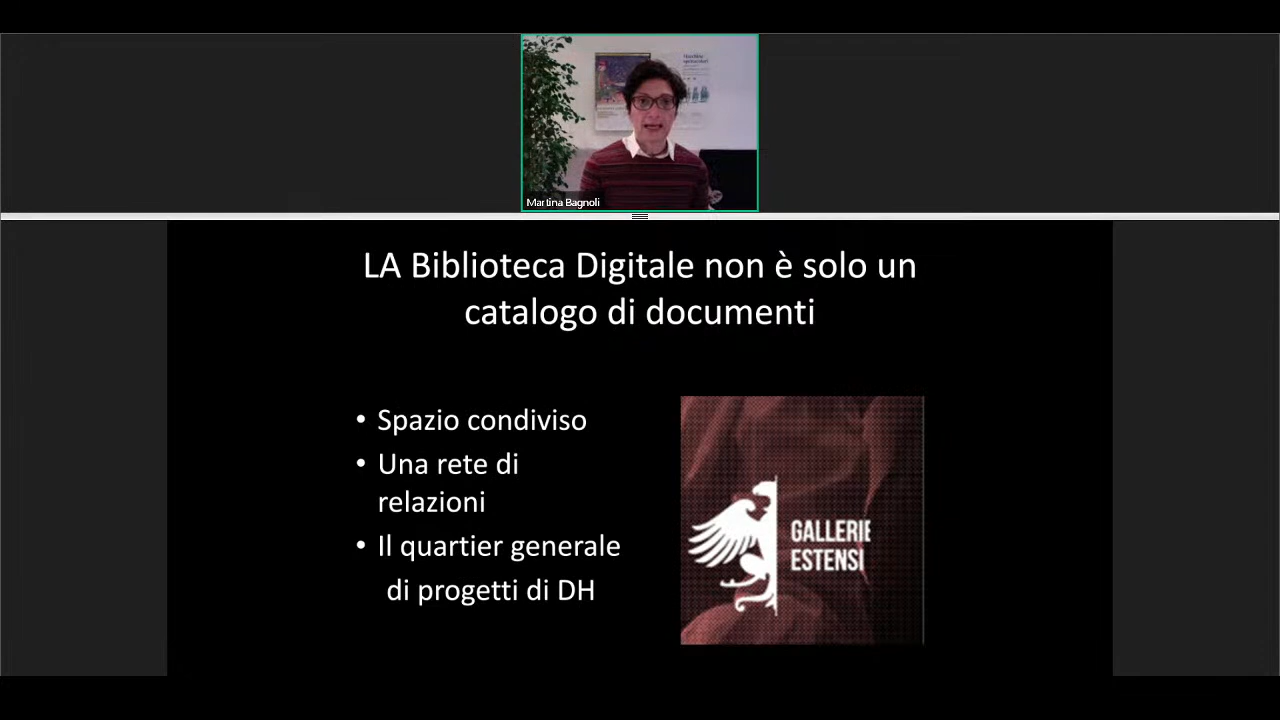 Martina Bagnoli
LA Biblioteca Digitale non è solo un
catalogo di documenti
• Spazio condiviso
• Una rete di
relazioni
• Il quartier generale
di progetti di DH
GALLERIE
ESTENSI